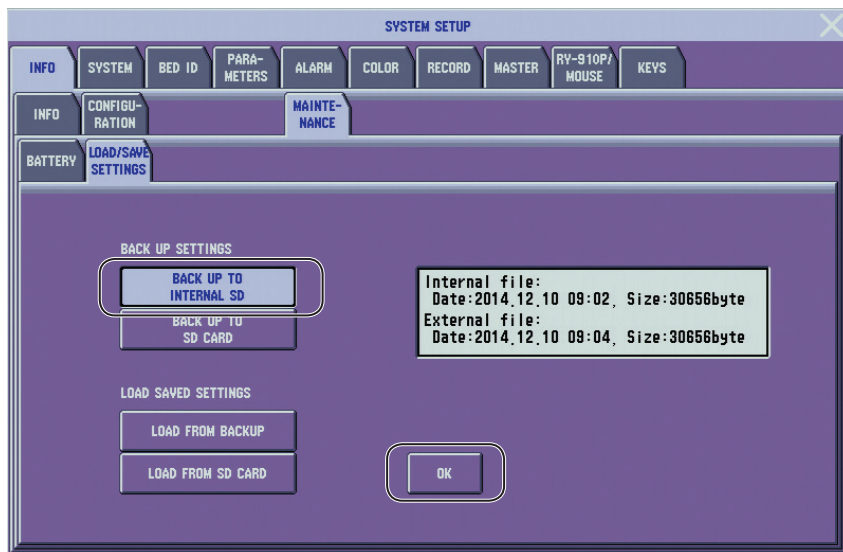 SYSTEM SETUP
INFO SYSTEM BED ID PARA-
METERS ALARM COLOR RECORD MASTER RY-910P/
MOUSE KEYS
INFO CONFIGU-
RATION MAINTE-
NANCE
BATTERY LOAD/SAVE
SETTINGS
BACK UP SETTINGS
BACK UP TO
INTERNAL SD
BACK UP TO
SD CARD
Internal file:
Date:2014.12.10 09:02, Size:30656byte
External file:
Date:2014.12.10 09:04, Size:30656byte
LOAD SAVED SETTINGS
LOAD FROM BACKUP
LOAD FROM SD CARD
OK